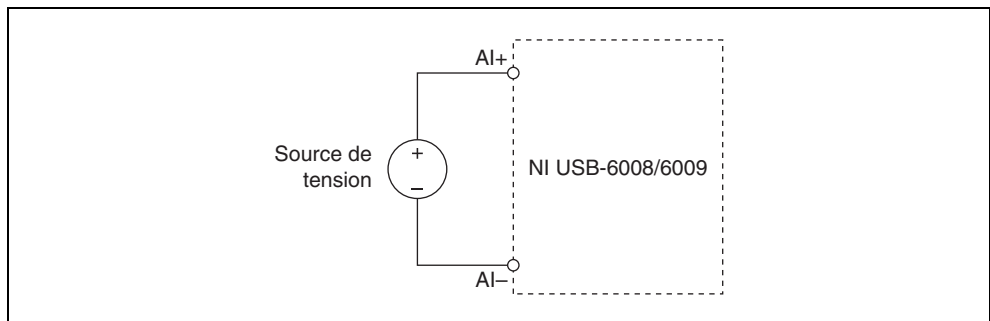 AI+
Source de
tension
+
–
NI USB-6008/6009
AI–